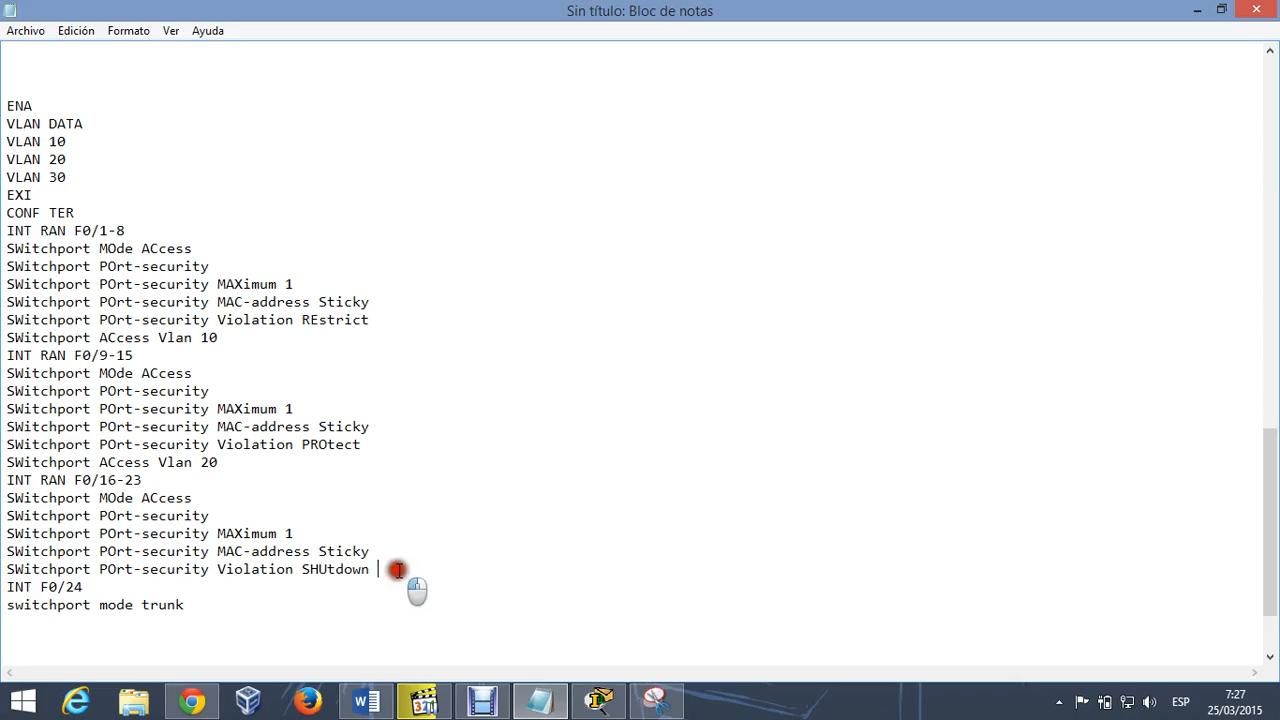 Sin título: Bloc de notas
Archivo Edición Formato Ver Ayuda
ENA
VLAN DATA
VLAN 10
VLAN 20
VLAN 30
EXI
CONF TER
INT RAN F0/1-8
SWitchport MOde ACcess
SWitchport POrt-security
SWitchport POrt-security MAXimum 1
SWitchport POrt-security MAC-address Sticky
SWitchport POrt-security Violation REstrict
SWitchport ACcess Vlan 10
INT RAN F0/9-15
SWitchport MOde ACcess
SWitchport POrt-security
SWitchport POrt-security MAXimum 1
SWitchport POrt-security MAC-address Sticky
SWitchport POrt-security Violation PROtect
SWitchport ACcess Vlan 20
INT RAN F0/16-23
SWitchport MOde ACcess
SWitchport POrt-security
SWitchport POrt-security MAXimum 1
SWitchport POrt-security MAC-address Sticky
SWitchport POrt-security Violation SHUtdown
INT F0/24
switchport mode trunk
321
ESP
7:27
25/03/2015